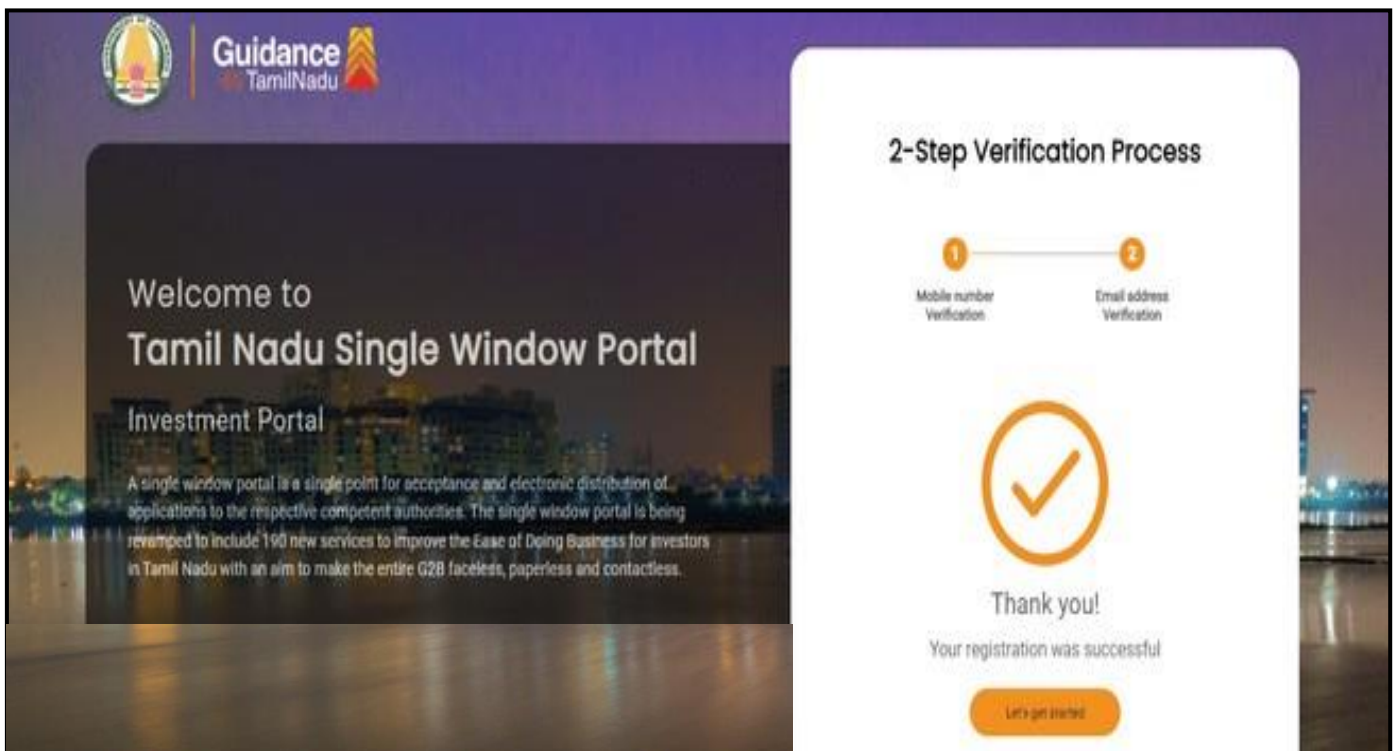 Guidance
TamilNadu
Welcome to
Tamil Nadu Single Window Portal
Investment Portal
A single window portal is a single point for acceptance and electronic distribution of
applications to the respective competent authorities. The single window portal is being
revamped to include 190 new services to improve the Ease of Doing Business for investors
in Tamil Nadu with an aim to make the entire G2B faceless, paperless and contactless.
2-Step Verification Process
1
2
Mobile number
Verification
Email address
Verification
Thank you!
Your registration was successful
Let's get started